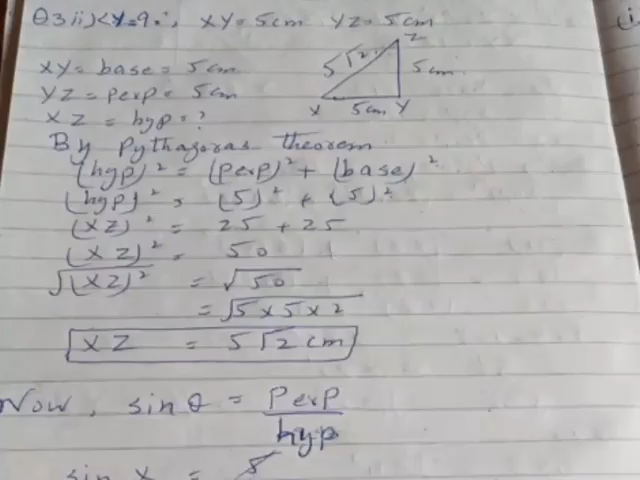 Q3 ii) <Y=90°, XY=5cm YZ=5cm
Z
5√2
5cm
X 5cm Y
XY = base = 5cm
YZ = perp = 5cm
XZ = hyp = ?
By Pythagoras theorem
(hyp)² = (perp)² + (base)²
(hyp)² = (5)² + (5)²
(XZ)² = 25 + 25
(XZ)² = 50
√(XZ)² = √50
= √5×5×2
XZ = 5√2 cm
Now, sin θ = Perp
hyp
sin X =